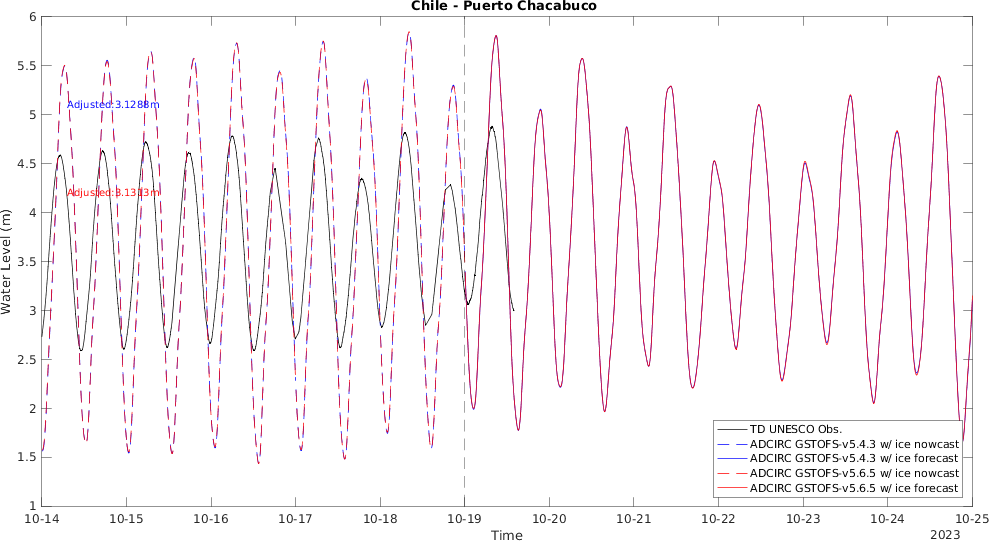 Chile - Puerto Chacabuco
6
5.5
5
4.5
4
3.5
3
2.5
2
1.5
1
Water Level (m)
Adjusted:3.1288m
Adjusted:3.1313m
TD UNESCO Obs.
ADCIRC GSTOFS-v5.4.3 w/ ice nowcast
ADCIRC GSTOFS-v5.4.3 w/ ice forecast
ADCIRC GSTOFS-v5.6.5 w/ ice nowcast
ADCIRC GSTOFS-v5.6.5 w/ ice forecast
10-14 10-15 10-16 10-17 10-18 10-19 10-20 10-21 10-22 10-23 10-24 10-25
Time
2023